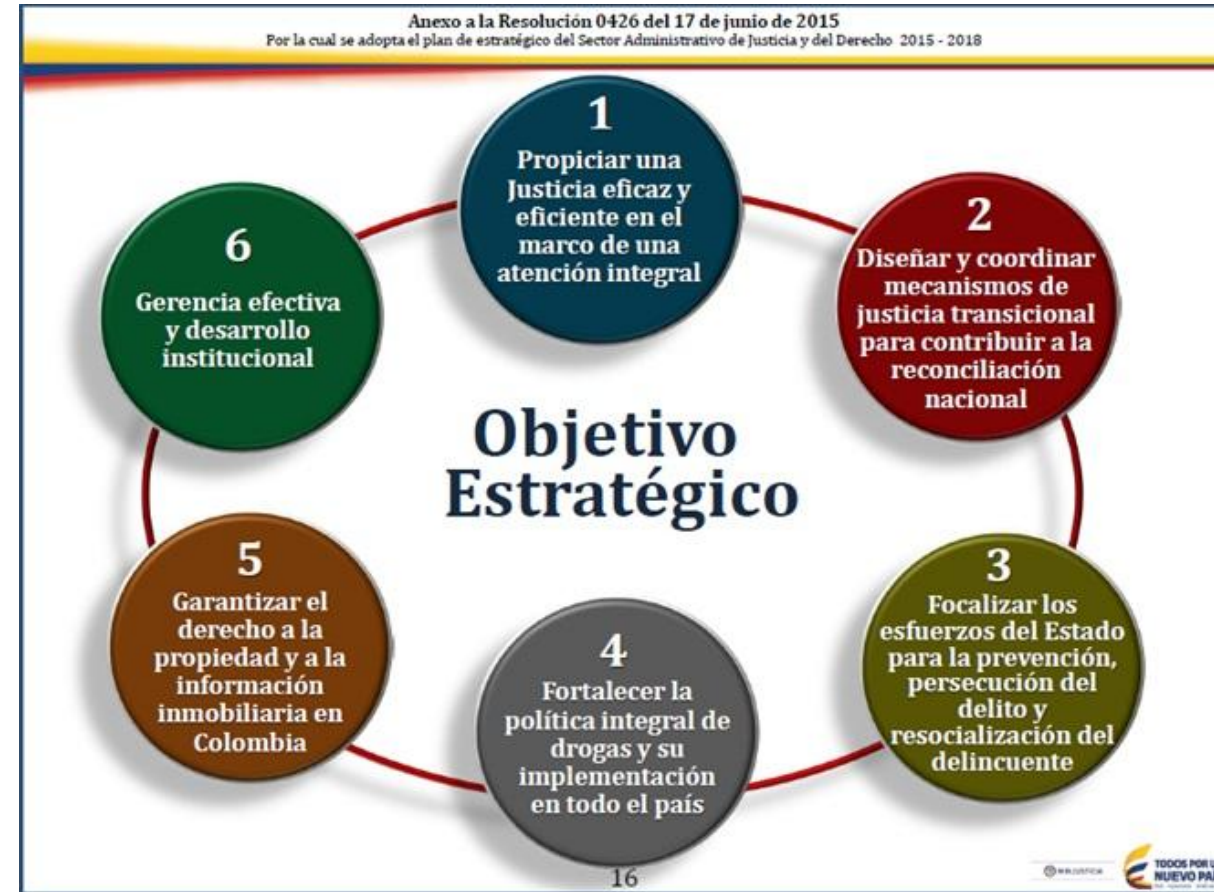 Anexo a la Resolución 0426 del 17 de junio de 2015
Por la cual se adopta el plan de estratégico del Sector Administrativo de Justicia y del Derecho 2015 - 2018
1
Propiciar una
Justicia eficaz y
eficiente en el
marco de una
atención integral
2
Diseñar y coordinar
mecanismos de
justicia transicional
para contribuir a la
reconciliación
nacional
3
Focalizar los
esfuerzos del Estado
para la prevención,
persecución del
delito y
resocialización del
delincuente
4
Fortalecer la
política integral de
drogas y su
implementación
en todo el país
5
Garantizar el
derecho a la
propiedad y a la
información
inmobiliaria en
Colombia
6
Gerencia efectiva
y desarrollo
institucional
Objetivo
Estratégico
16
MINJUSTICIA
TODOS POR U
NUEVO PA